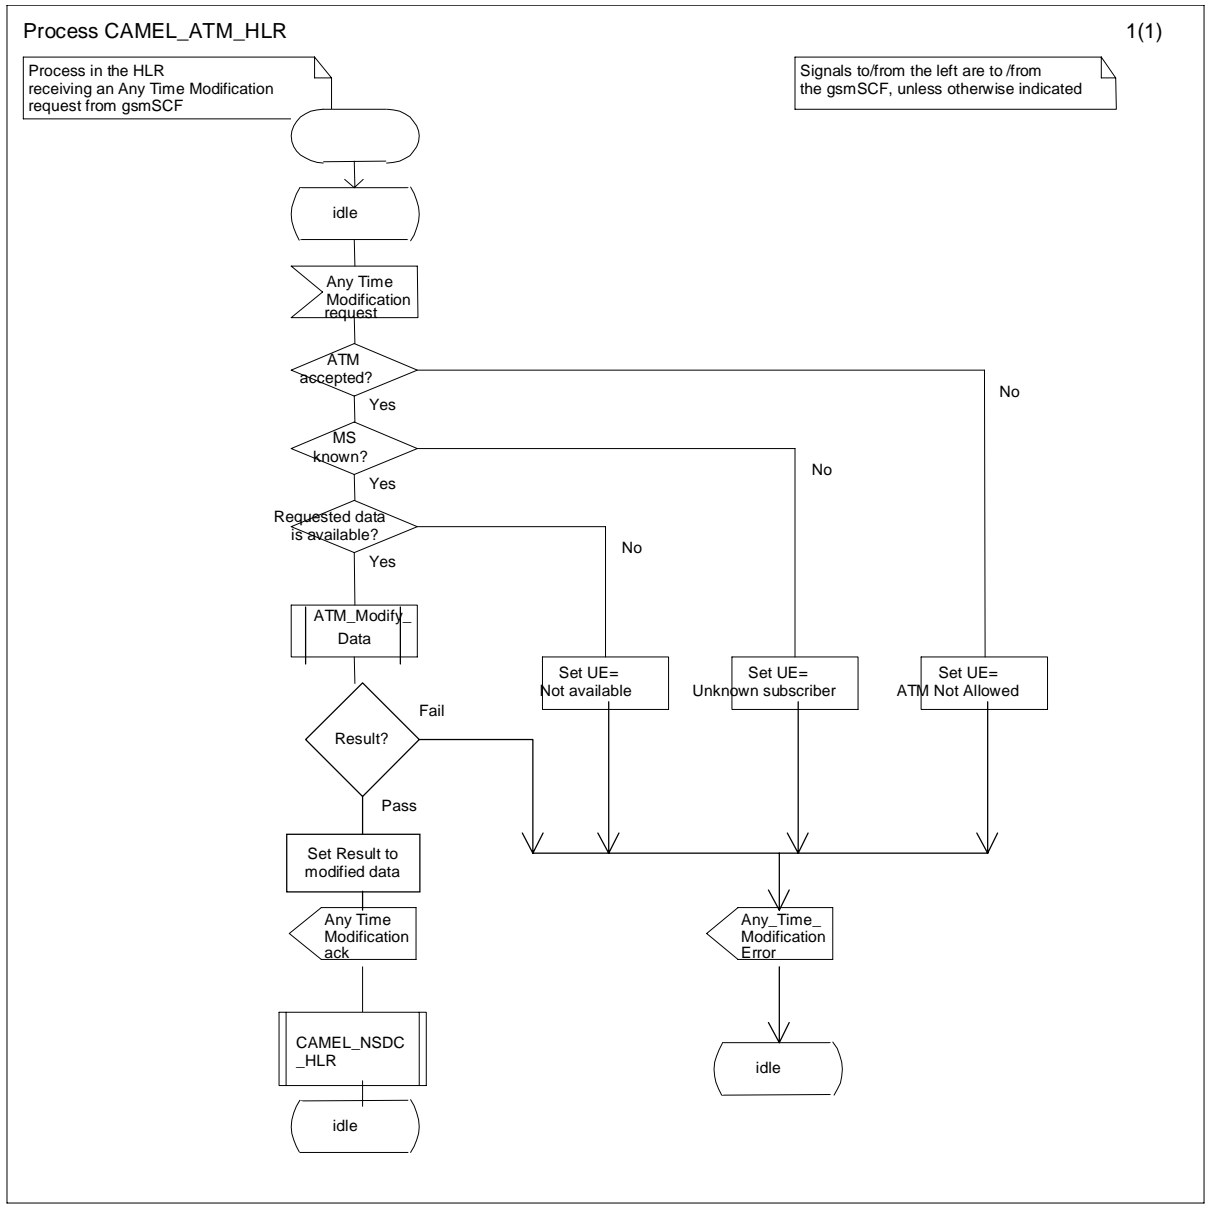 Process CAMEL_ATM_HLR
1(1)
Process in the HLR
receiving an Any Time Modification
request from gsmSCF
Signals to/from the left are to /from
the gsmSCF, unless otherwise indicated
idle
Any Time
Modification
request
ATM
accepted?
No
Yes
MS
known?
No
Yes
Requested data
is available?
No
Yes
ATM_Modify_
Data
Set UE=
Not available
Set UE=
Unknown subscriber
Set UE=
ATM Not Allowed
Fail
Result?
Pass
Set Result to
modified data
Any Time
Modification
ack
Any_Time_
Modification
Error
CAMEL_NSDC
_HLR
idle
idle